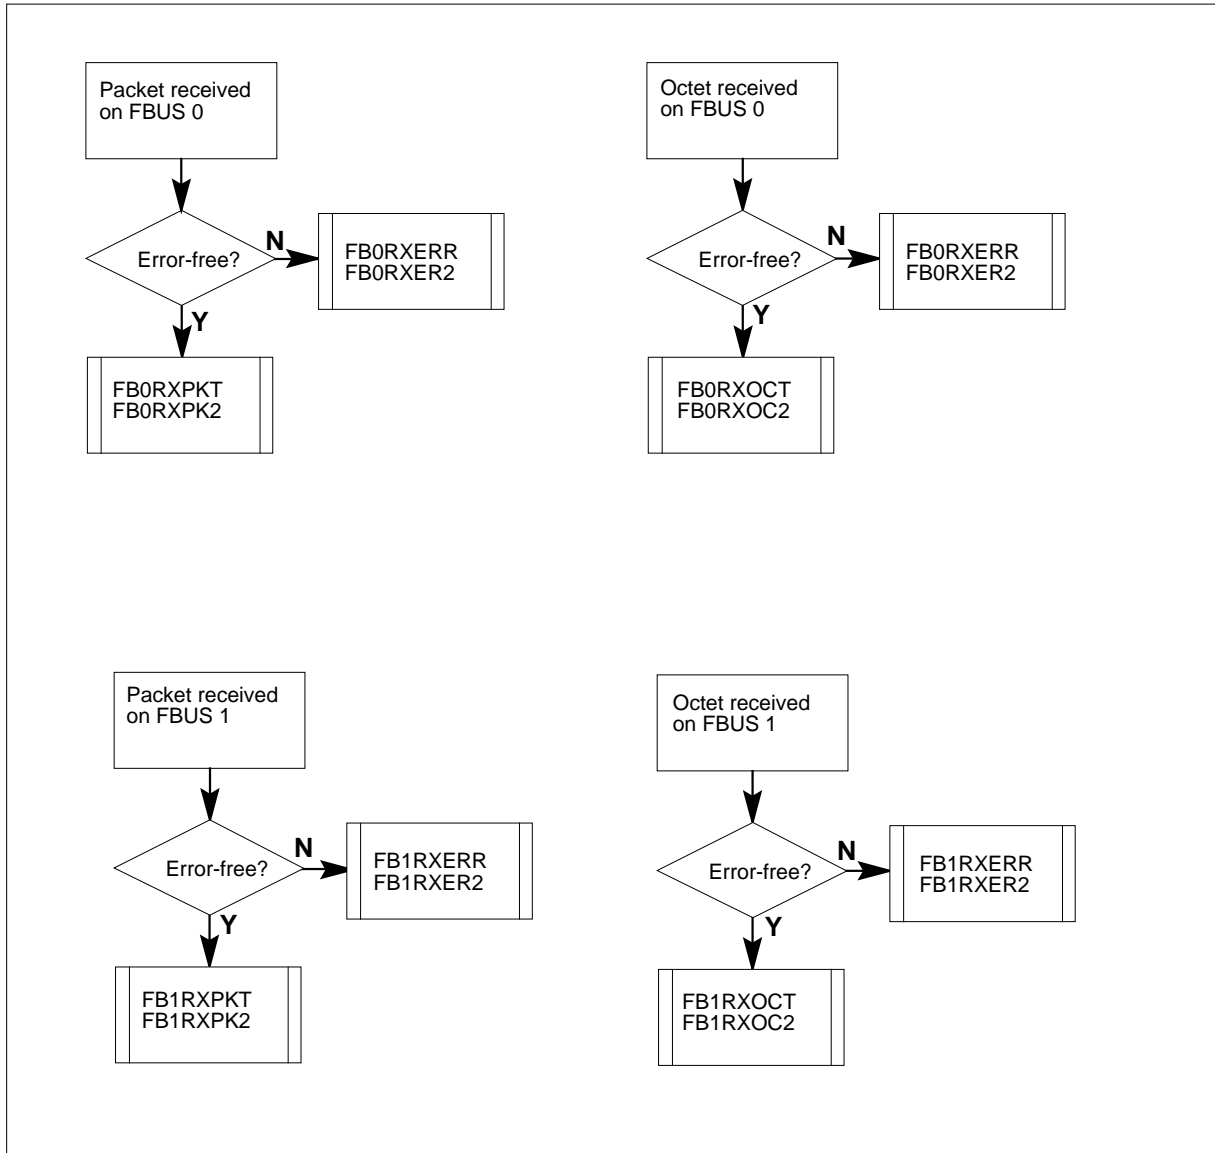 Packet received
on FBUS 0
Error-free?
N
FB0RXERR
FB0RXER2
Y
FB0RXPKT
FB0RXPK2
Octet received
on FBUS 0
Error-free?
N
FB0RXERR
FB0RXER2
Y
FB0RXOCT
FB0RXOC2
Packet received
on FBUS 1
Error-free?
N
FB1RXERR
FB1RXER2
Y
FB1RXPKT
FB1RXPK2
Octet received
on FBUS 1
Error-free?
N
FB1RXERR
FB1RXER2
Y
FB1RXOCT
FB1RXOC2